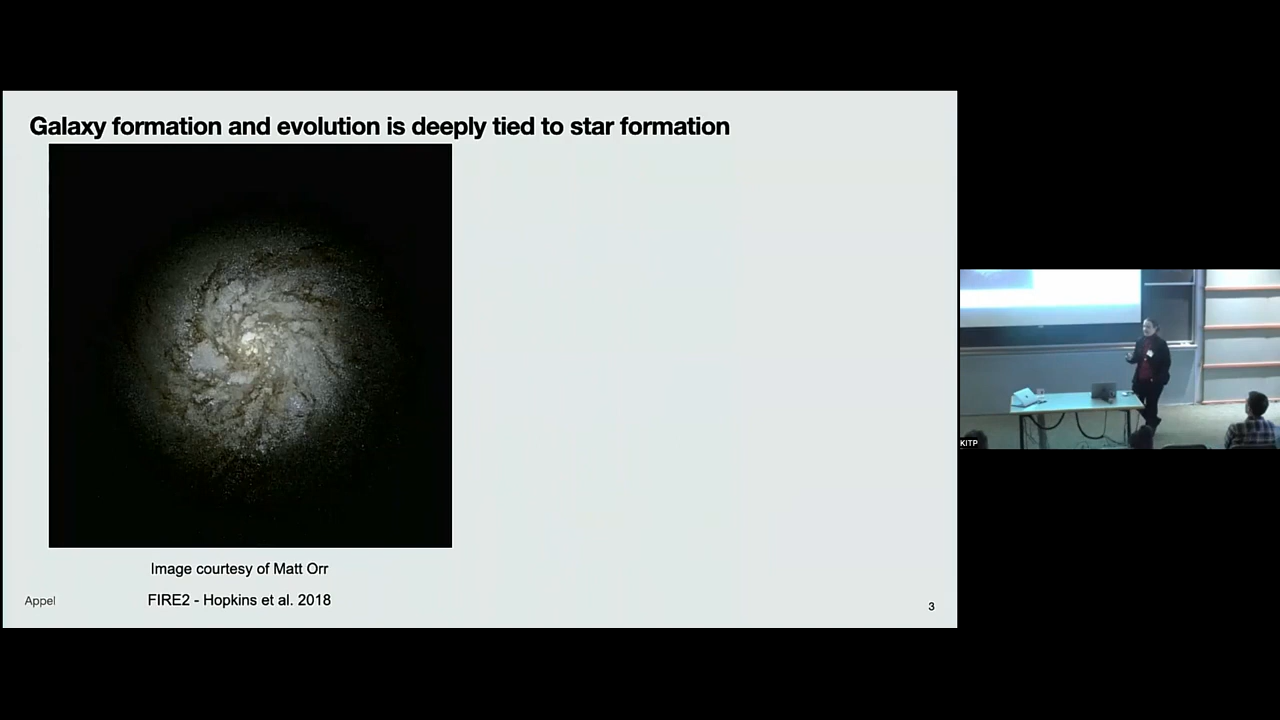 Galaxy formation and evolution is deeply tied to star formation
Image courtesy of Matt Orr
FIRE2 - Hopkins et al. 2018
Appel
3
KITP